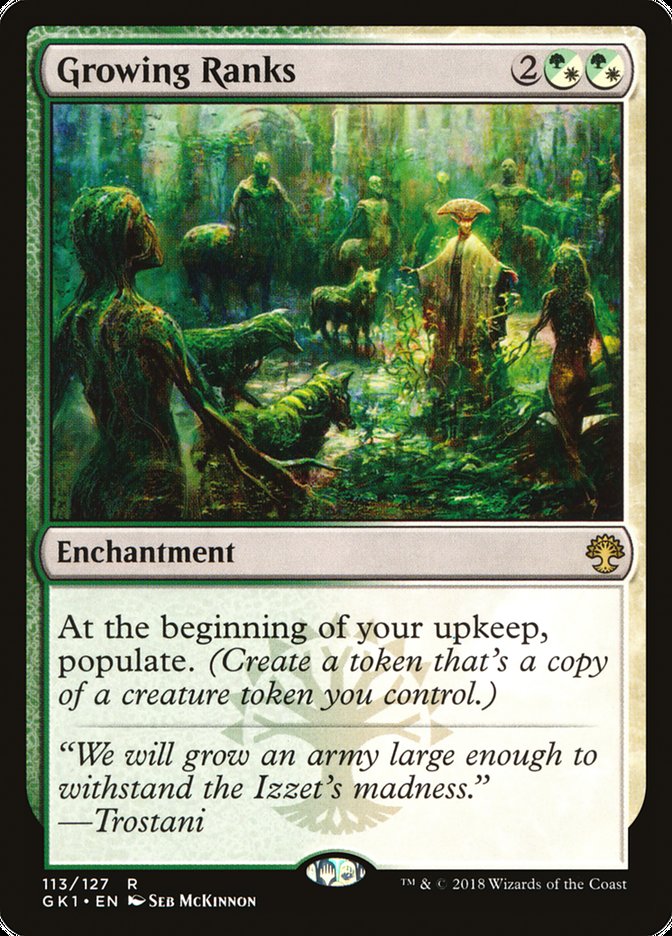 Growing Ranks 2
Enchantment
At the beginning of your upkeep,
populate. (Create a token that's a copy
of a creature token you control.)
“We will grow an army large enough to
withstand the Izzet's madness.”
—Trostani
113/127 R
GK1 • EN Seb McKinnon
™ & © 2018 Wizards of the Coast